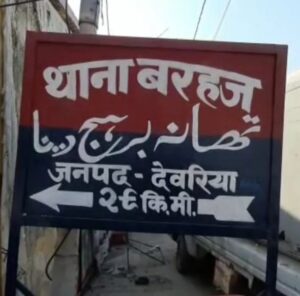 थाना बरहज
تھانہ برہج
जनपद - देवरिया
२६ कि.मी.